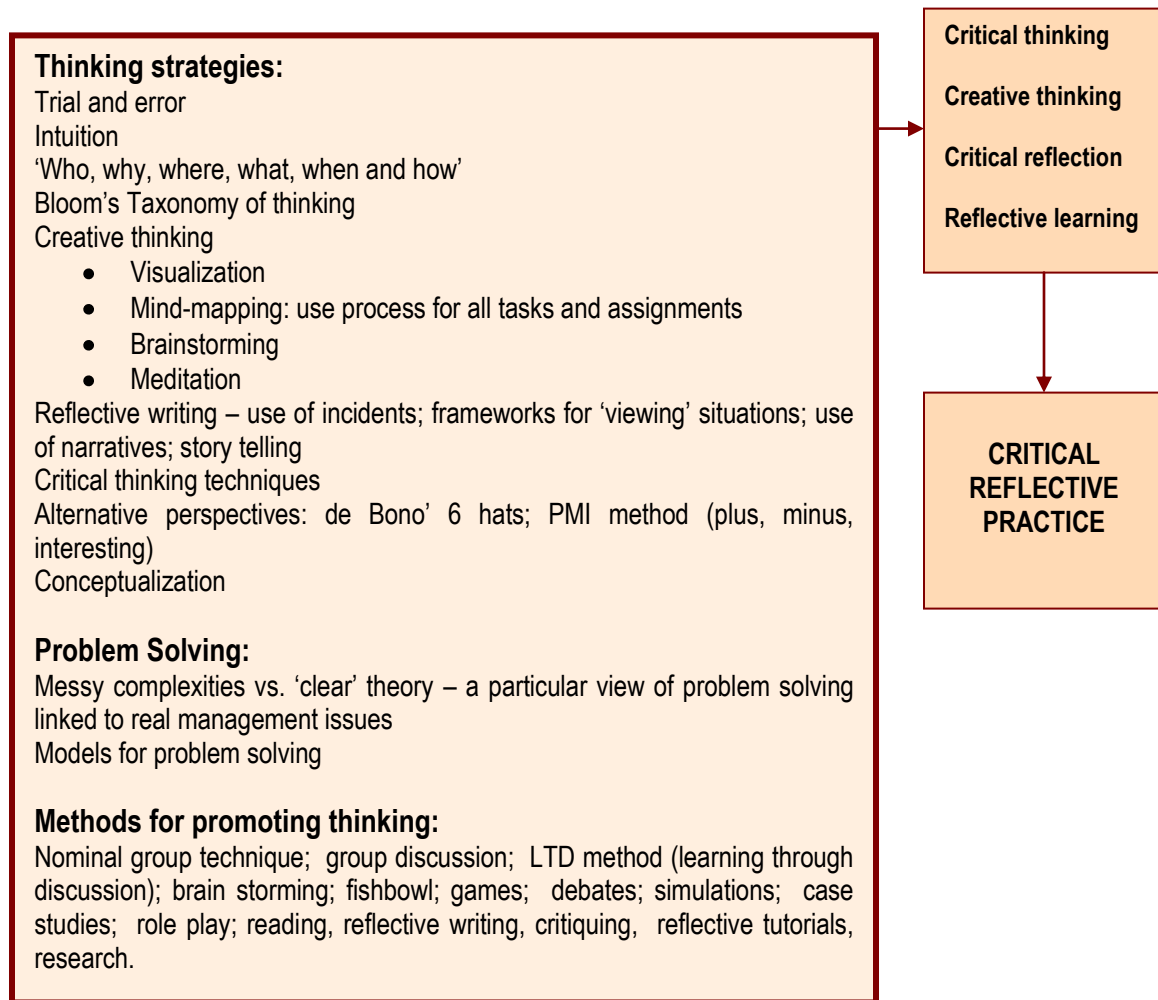 Thinking strategies:
Trial and error
Intuition
‘Who, why, where, what, when and how’
Bloom’s Taxonomy of thinking
Creative thinking
• Visualization
• Mind-mapping: use process for all tasks and assignments
• Brainstorming
• Meditation
Reflective writing – use of incidents; frameworks for ‘viewing’ situations; use
of narratives; story telling
Critical thinking techniques
Alternative perspectives: de Bono’ 6 hats; PMI method (plus, minus,
interesting)
Conceptualization
Problem Solving:
Messy complexities vs. ‘clear’ theory – a particular view of problem solving
linked to real management issues
Models for problem solving
Methods for promoting thinking:
Nominal group technique; group discussion; LTD method (learning through
discussion); brain storming; fishbowl; games; debates; simulations; case
studies; role play; reading, reflective writing, critiquing, reflective tutorials,
research.
Critical thinking
Creative thinking
Critical reflection
Reflective learning
CRITICAL
REFLECTIVE
PRACTICE